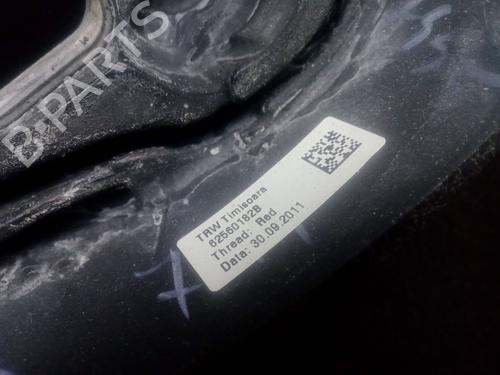 B-PARTS
TRW Timisoara
62560182B
Thread: Red
Data: 30.09.2011